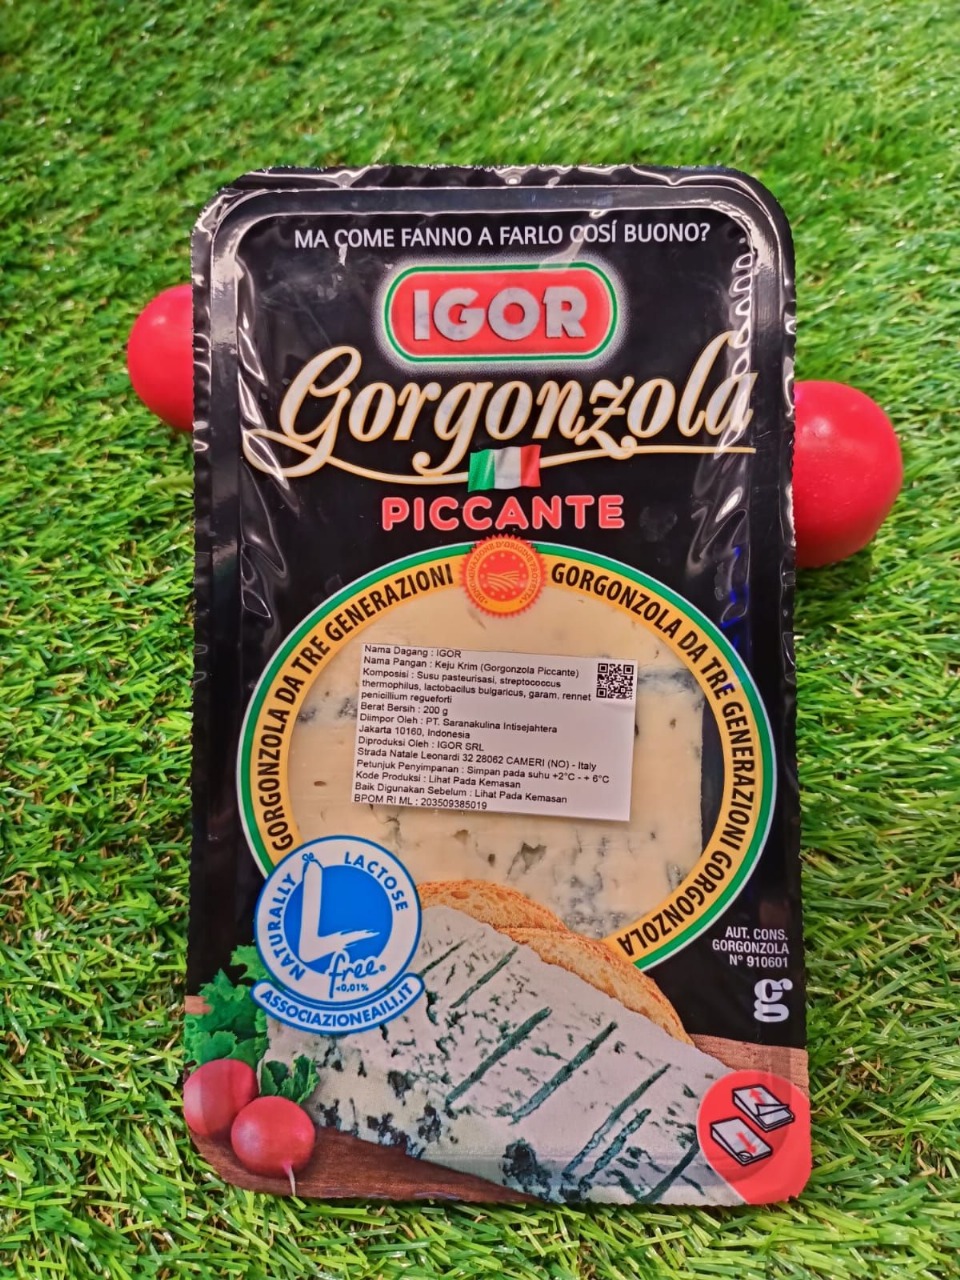 MA COME FANNO A FARLO COSÍ BUONO?
IGOR
Gorgonzola
PICCANTE
DENOMINAZIONE D'ORIGINE PROTETTA
GORGONZOLA DA TRE GENERAZIONI GORGONZOLA DA TRE GENERAZIONI GORGONZOLA
Nama Dagang : IGOR
Nama Pangan : Keju Krim (Gorgonzola Piccante)
Komposisi : Susu pasteurisasi, streptococcus
thermophilus, lactobacilus bulgaricus, garam, rennet
penicillium regueforti
Berat Bersih : 200 g
Diimpor Oleh : PT. Saranakulina Intisejahtera
Jakarta 10160, Indonesia
Diproduksi Oleh : IGOR SRL
Strada Natale Leonardi 32 28062 CAMERI (NO) - Italy
Petunjuk Penyimpanan : Simpan pada suhu +2°C - + 6°C
Kode Produksi : Lihat Pada Kemasan
Baik Digunakan Sebelum : Lihat Pada Kemasan
BPOM RI ML : 203509385019
NATURALLY LACTOSE
L
free.
<0,01%
ASSOCIAZIONEAILI.IT
AUT. CONS.
GORGONZOLA
N° 910601
g